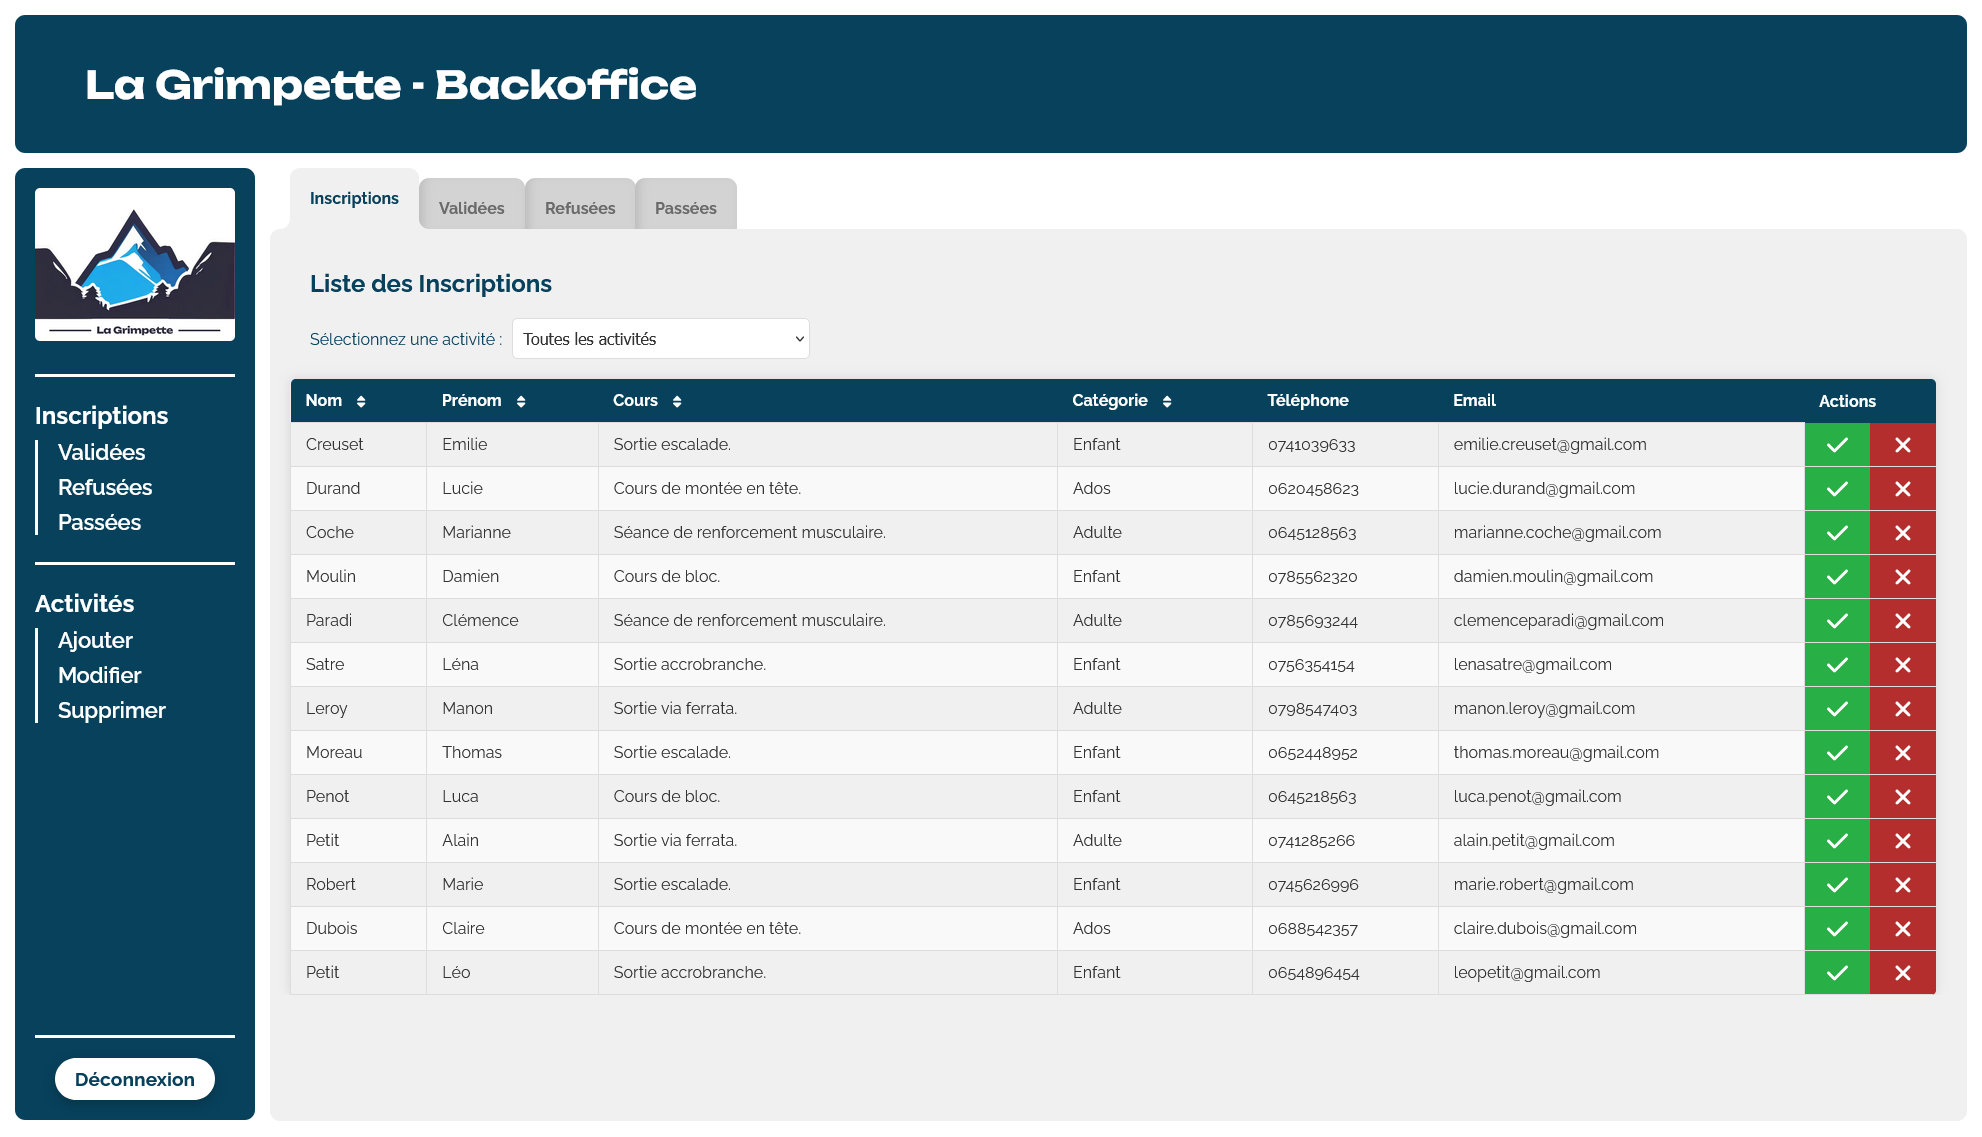 La Grimpette - Backoffice
La Grimpette
Inscriptions
Validées
Refusées
Passées
Activités
Ajouter
Modifier
Supprimer
Déconnexion
Inscriptions Validées Refusées Passées
Liste des Inscriptions
Sélectionnez une activité : Toutes les activités
Nom Prénom Cours Catégorie Téléphone Email Actions
Creuset Emilie Sortie escalade. Enfant 0741039633 emilie.creuset@gmail.com
Durand Lucie Cours de montée en tête. Ados 0620458623 lucie.durand@gmail.com
Coche Marianne Séance de renforcement musculaire. Adulte 0645128563 marianne.coche@gmail.com
Moulin Damien Cours de bloc. Enfant 0785562320 damien.moulin@gmail.com
Paradi Clémence Séance de renforcement musculaire. Adulte 0785693244 clemenceparadi@gmail.com
Satre Léna Sortie accrobranche. Enfant 0756354154 lenasatre@gmail.com
Leroy Manon Sortie via ferrata. Adulte 0798547403 manon.leroy@gmail.com
Moreau Thomas Sortie escalade. Enfant 0652448952 thomas.moreau@gmail.com
Penot Luca Cours de bloc. Enfant 0645218563 luca.penot@gmail.com
Petit Alain Sortie via ferrata. Adulte 0741285266 alain.petit@gmail.com
Robert Marie Sortie escalade. Enfant 0745626996 marie.robert@gmail.com
Dubois Claire Cours de montée en tête. Ados 0688542357 claire.dubois@gmail.com
Petit Léo Sortie accrobranche. Enfant 0654896454 leopetit@gmail.com